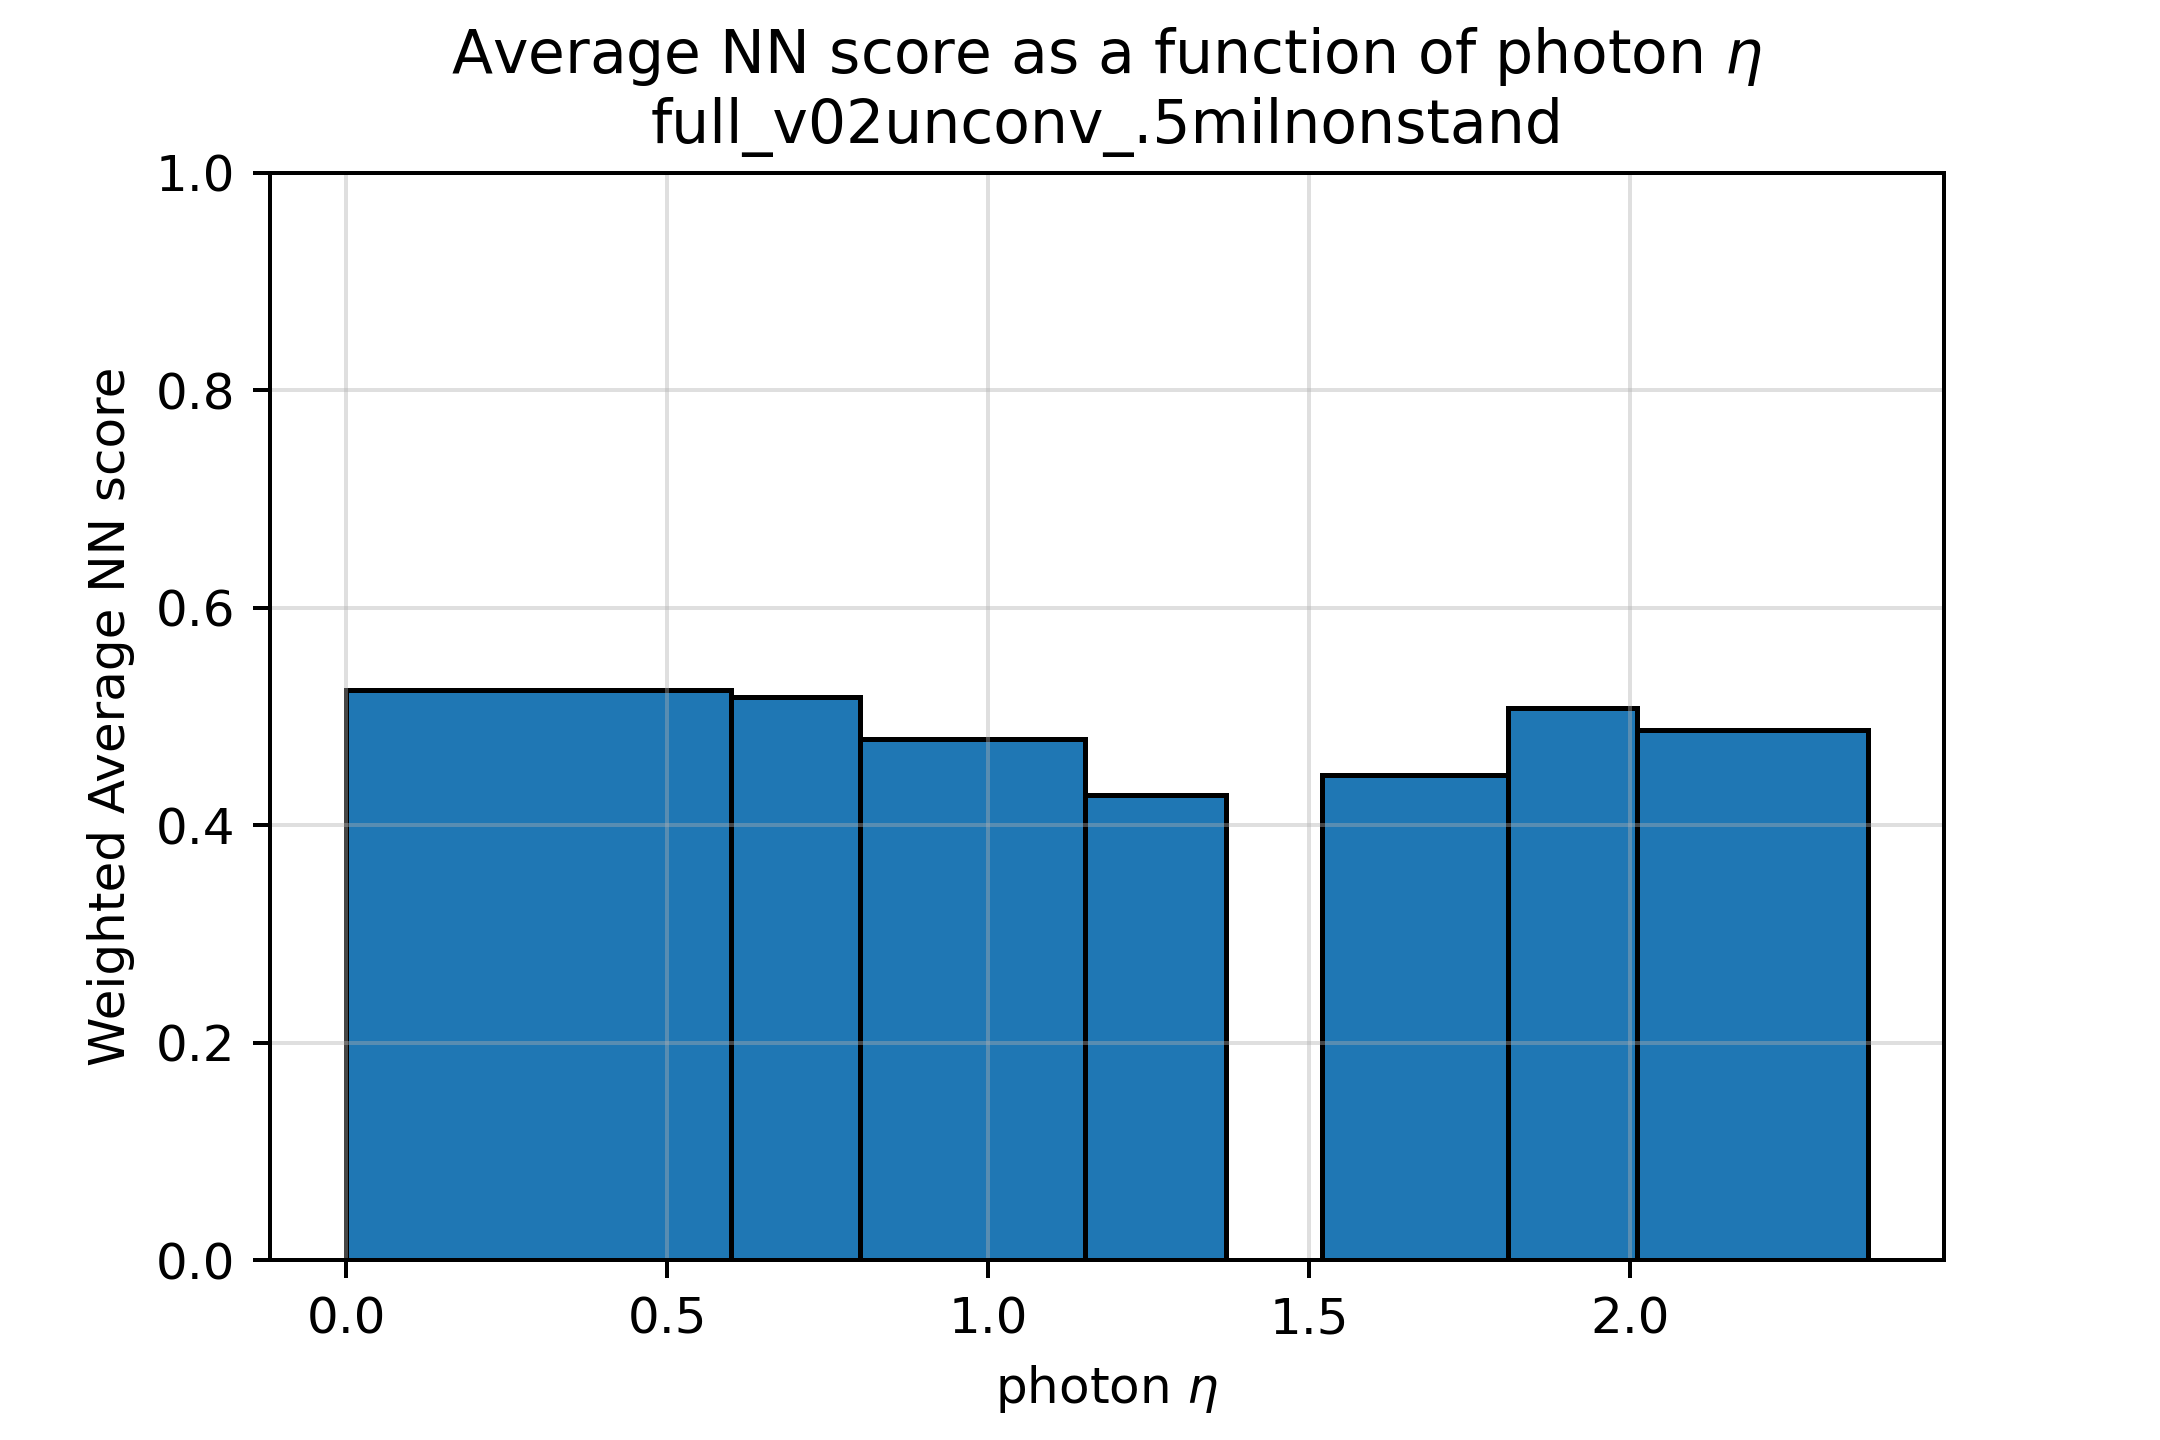 Average NN score as a function of photon η
full_v02unconv_.5milnonstand
Weighted Average NN score
1.0
0.8
0.6
0.4
0.2
0.0
0.0 0.5 1.0 1.5 2.0
photon η